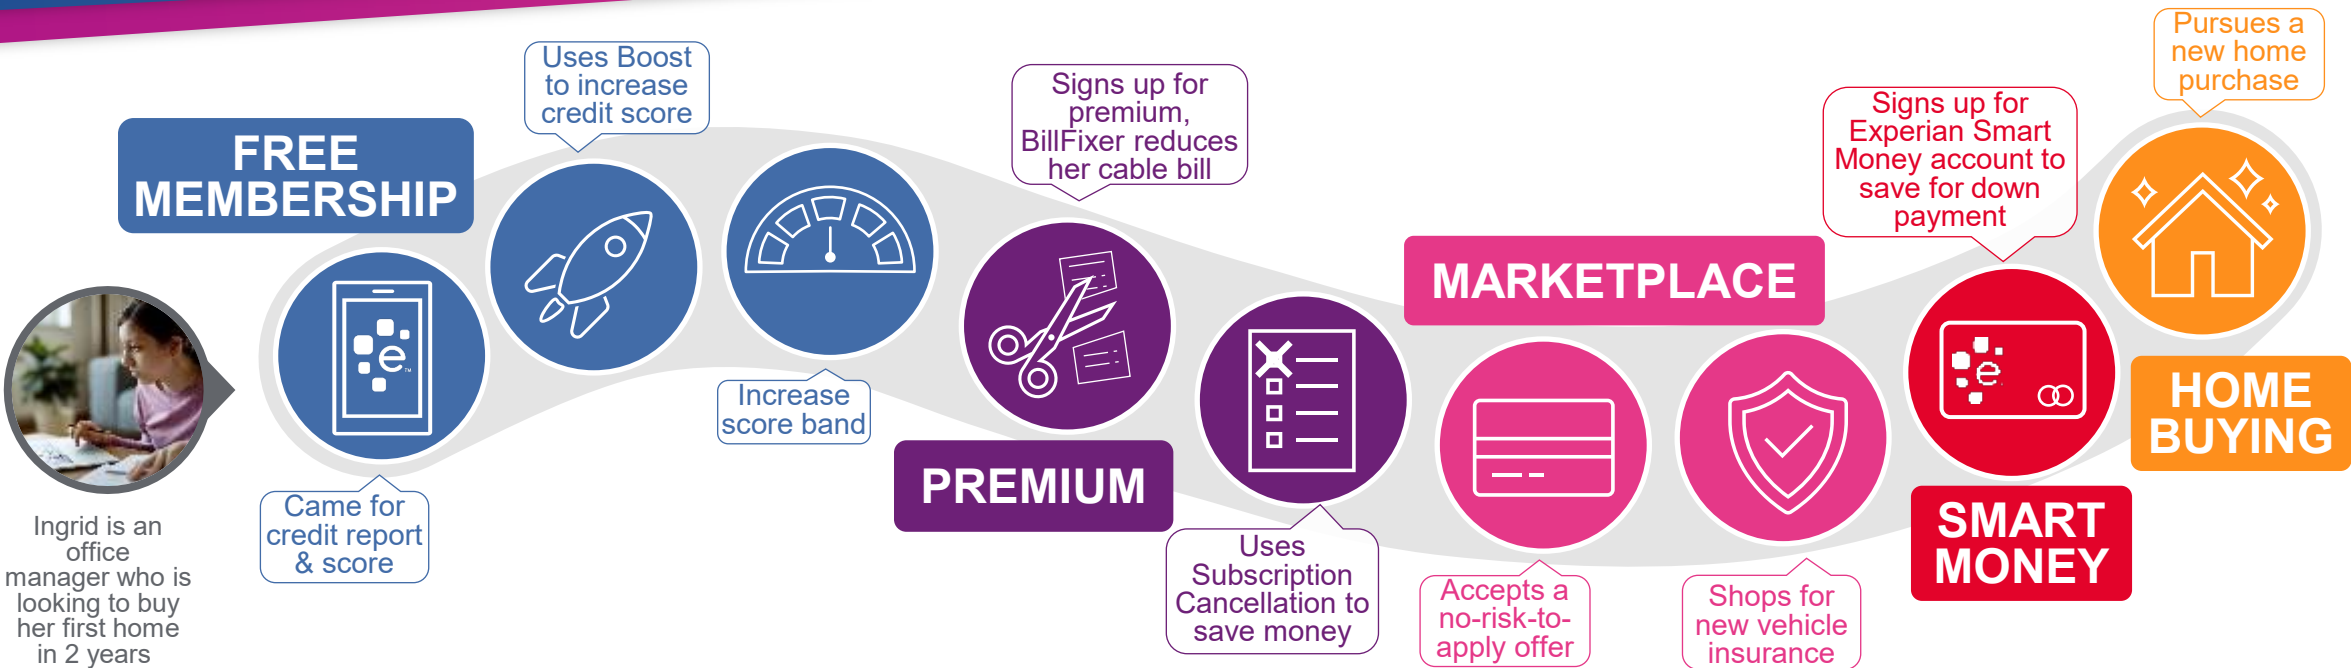 Ingrid is an
office
manager who is
looking to buy
her first home
in 2 years
FREE
MEMBERSHIP
e™
Came for
credit report
& score
Uses Boost
to increase
credit score
Increase
score band
Signs up for
premium,
BillFixer reduces
her cable bill
PREMIUM
Uses
Subscription
Cancellation to
save money
MARKETPLACE
Accepts a
no-risk-to-
apply offer
Shops for
new vehicle
insurance
Signs up for
Experian Smart
Money account to
save for down
payment
e
SMART
MONEY
Pursues a
new home
purchase
HOME
BUYING